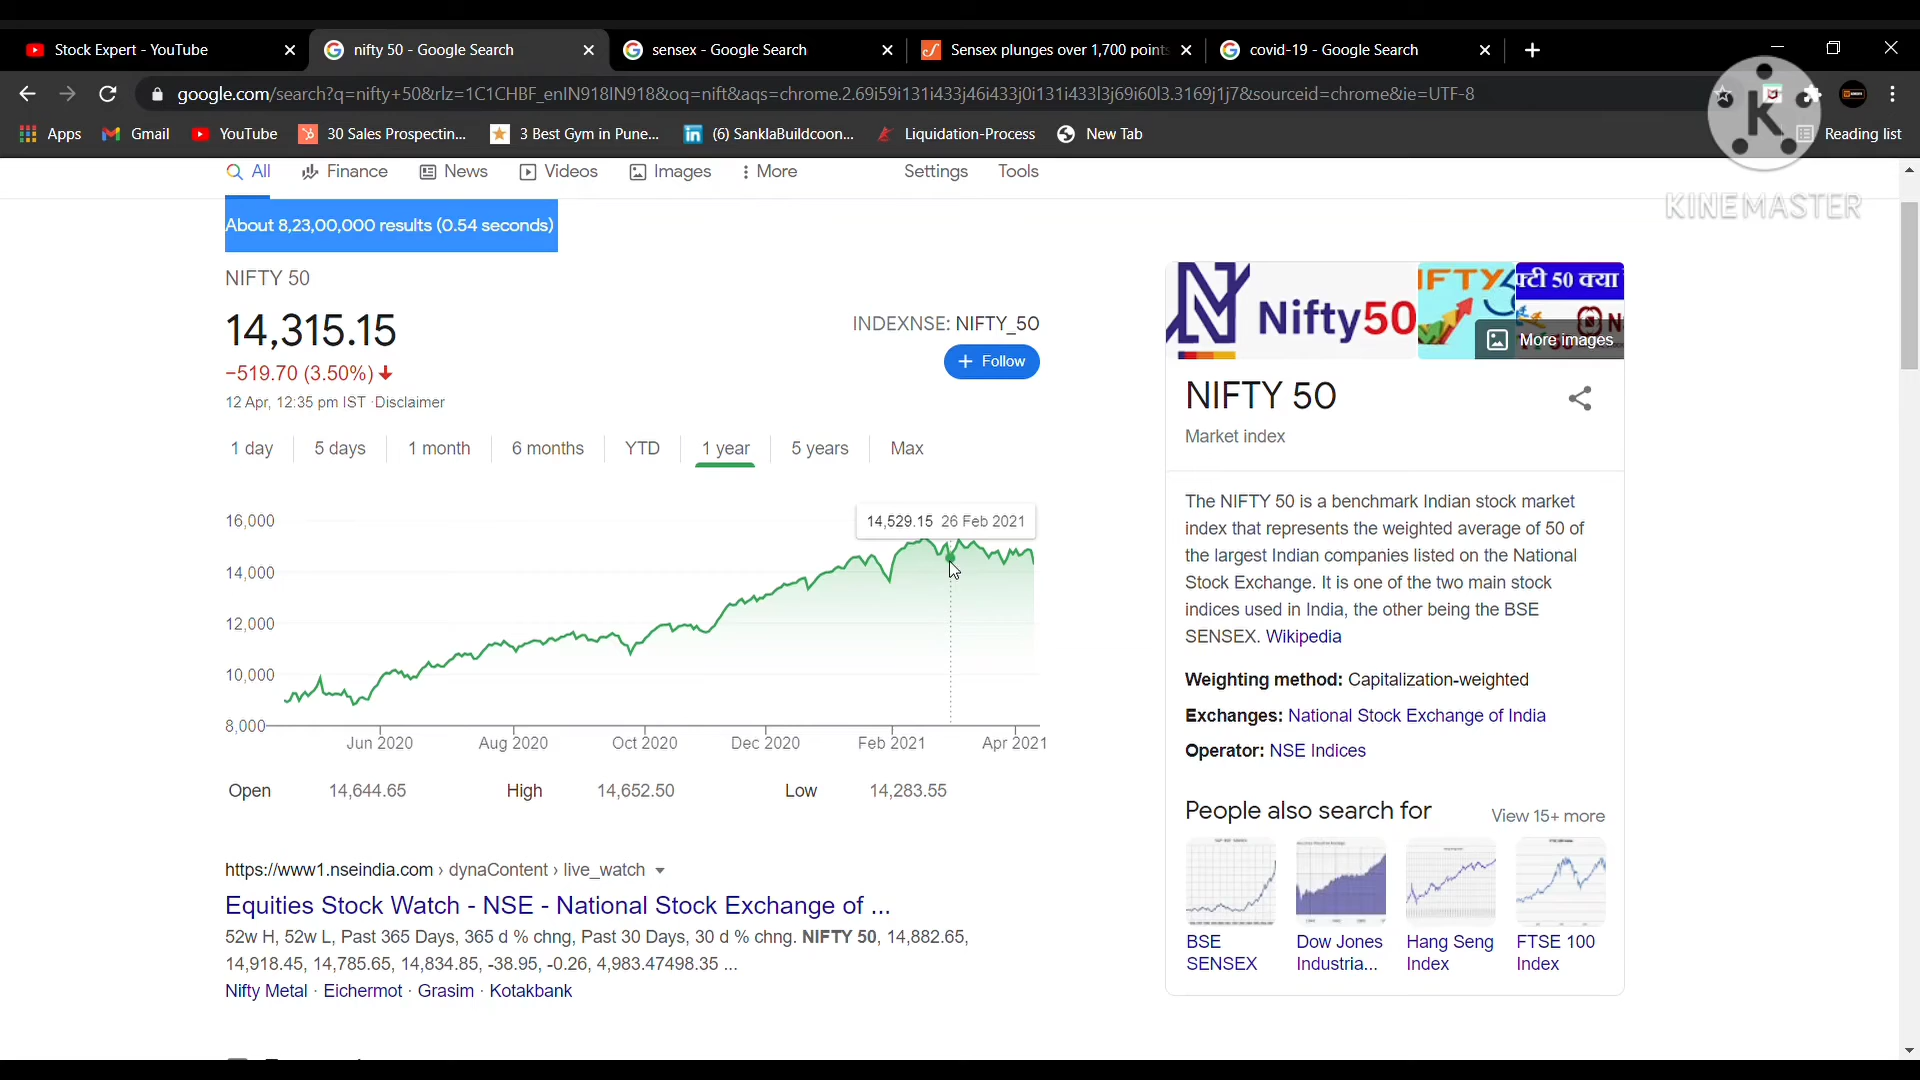 Stock Expert - YouTube
nifty 50 - Google Search
sensex - Google Search
Sensex plunges over 1,700 points
covid-19 - Google Search
google.com/search?q=nifty+50&rlz=1C1CHBF_enIN918IN918&oq=nift&aqs=chrome.2.69i59i131i433j46i433j0i131i433l3j69i60l3.3169j1j7&sourceid=chrome&ie=UTF-8
Apps
Gmail
YouTube
30 Sales Prospectin...
3 Best Gym in Pune...
(6) SanklaBuildcoon...
Liquidation-Process
New Tab
Reading list
K
KINEMASTER
All
Finance
News
Videos
Images
More
Settings
Tools
About 8,23,00,000 results (0.54 seconds)
NIFTY 50
14,315.15
INDEXNSE: NIFTY_50
−519.70 (3.50%)
+ Follow
12 Apr, 12:35 pm IST · Disclaimer
1 day
5 days
1 month
6 months
YTD
1 year
5 years
Max
14,529.15 26 Feb 2021
16,000
14,000
12,000
10,000
8,000
Jun 2020
Aug 2020
Oct 2020
Dec 2020
Feb 2021
Apr 2021
Open 14,644.65
High 14,652.50
Low 14,283.55
https://www1.nseindia.com › dynaContent › live_watch
Equities Stock Watch - NSE - National Stock Exchange of ...
52w H, 52w L, Past 365 Days, 365 d % chng, Past 30 Days, 30 d % chng. NIFTY 50, 14,882.65,
14,918.45, 14,785.65, 14,834.85, -38.95, -0.26, 4,983.47498.35 ...
Nifty Metal · Eichermot · Grasim · Kotakbank
Nifty50
More images
NIFTY 50
Market index
The NIFTY 50 is a benchmark Indian stock market
index that represents the weighted average of 50 of
the largest Indian companies listed on the National
Stock Exchange. It is one of the two main stock
indices used in India, the other being the BSE
SENSEX. Wikipedia
Weighting method: Capitalization-weighted
Exchanges: National Stock Exchange of India
Operator: NSE Indices
People also search for
View 15+ more
BSE
SENSEX
Dow Jones
Industria...
Hang Seng
Index
FTSE 100
Index